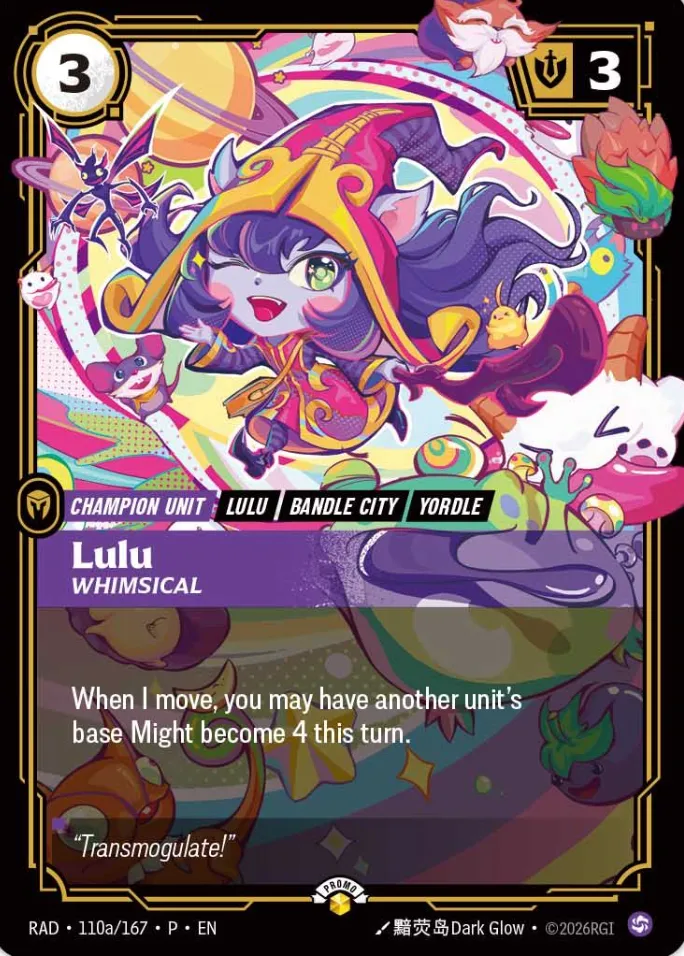 3
3
CHAMPION UNIT LULU BANDLE CITY YORDLE
Lulu
WHIMSICAL
When I move, you may have another unit’s
base Might become 4 this turn.
“Transmogulate!”
PROMO
RAD • 110a/167 • P • EN
黯荧岛Dark Glow • ©2026RGI